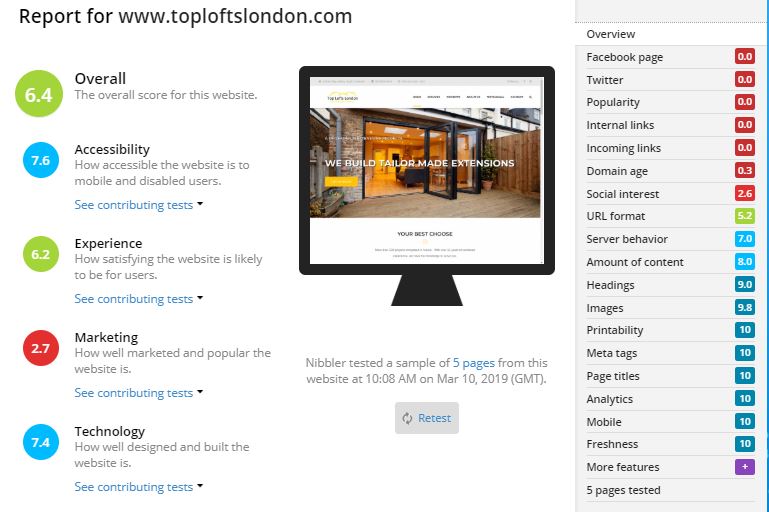 Report for www.toploftslondon.com
6.4
Overall
The overall score for this website.
7.6
Accessibility
How accessible the website is to
mobile and disabled users.
See contributing tests
6.2
Experience
How satisfying the website is likely
to be for users.
See contributing tests
2.7
Marketing
How well marketed and popular the
website is.
See contributing tests
7.4
Technology
How well designed and built the
website is.
See contributing tests
Top Lofts London
WE BUILD TAILOR MADE EXTENSIONS
YOUR BEST CHOOSE
Nibbler tested a sample of 5 pages from this
website at 10:08 AM on Mar 10, 2019 (GMT).
Retest
Overview
Facebook page 0.0
Twitter 0.0
Popularity 0.0
Internal links 0.0
Incoming links 0.0
Domain age 0.3
Social interest 2.6
URL format 5.2
Server behavior 7.0
Amount of content 8.0
Headings 9.0
Images 9.8
Printability 10
Meta tags 10
Page titles 10
Analytics 10
Mobile 10
Freshness 10
More features +
5 pages tested